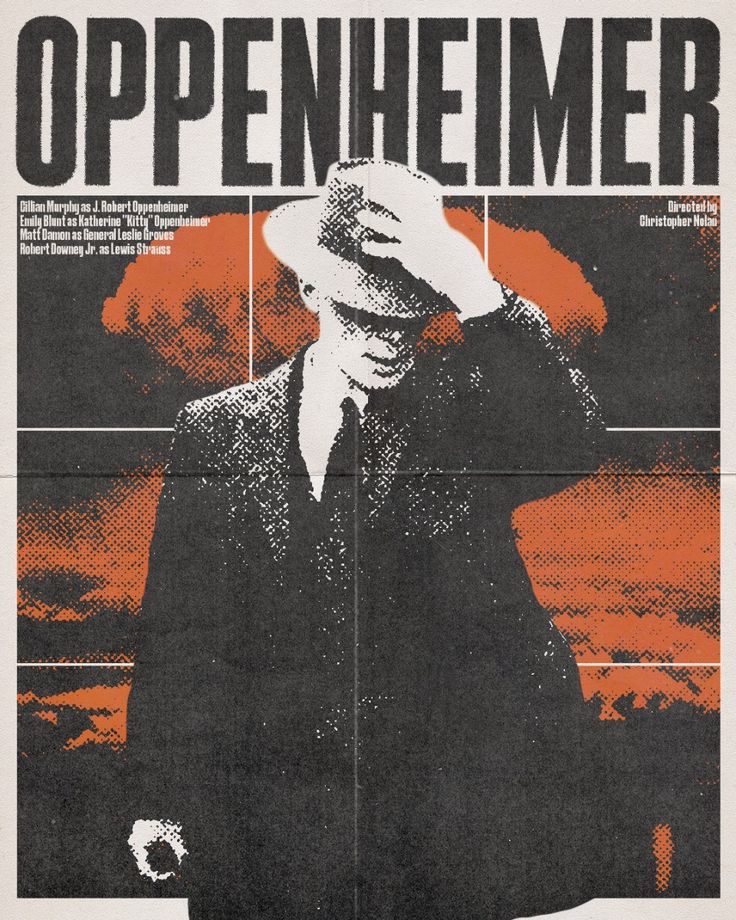 OPPENHEIMER
Cillian Murphy as J. Robert Oppenheimer
Emily Blunt as Katherine "Kitty" Oppenheimer
Matt Damon as General Leslie Groves
Robert Downey Jr. as Lewis Strauss
Directed by
Christopher Nolan